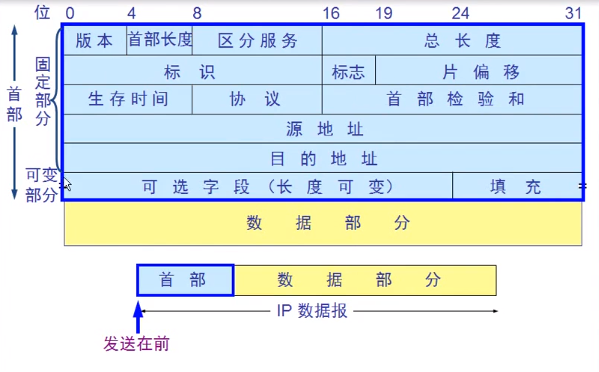 位 0 4 8 16 19 24 31
版本 首部长度 区分服务 总长度
标识 标志 片偏移
生存时间 协议 首部检验和
源地址
目的地址
可选字段（长度可变） 填充
首部
固定部分
可变部分
数据部分
首部 数据部分
IP 数据报
发送在前